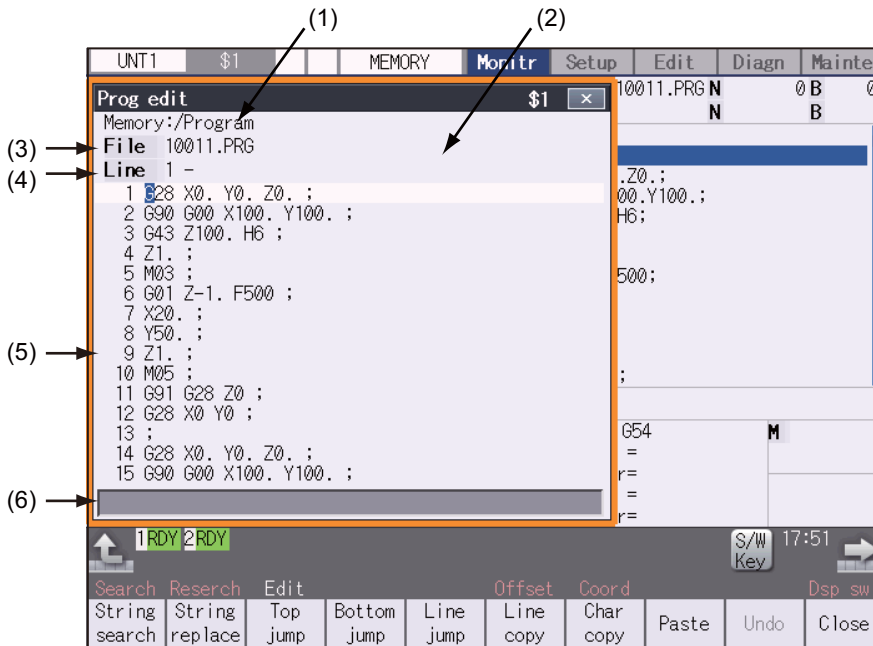 (1) (2)
UNT1 $1 MEMORY Monitr Setup Edit Diagn Mainte
Prog edit $1 ×
10011.PRG N 0 B 0
Memory:/Program
N B
(3) File 10011.PRG
(4) Line 1 -
.Z0.;
1 G28 X0. Y0. Z0. ;
00.Y100.;
2 G90 G00 X100. Y100. ;
H6;
3 G43 Z100. H6 ;
4 Z1. ;
5 M03 ;
500;
6 G01 Z-1. F500 ;
7 X20. ;
8 Y50. ;
(5) 9 Z1. ;
10 M05 ;
;
11 G91 G28 Z0 ;
12 G28 X0 Y0 ;
13 ;
G54 M
14 G28 X0. Y0. Z0. ;
=
15 G90 G00 X100. Y100. ;
r=
(6)
=
r=
1RDY 2RDY S/W Key 17:51
Search Reserch Edit Offset Coord Dsp sw
String search String replace Top jump Bottom jump Line jump Line copy Char copy Paste Undo Close